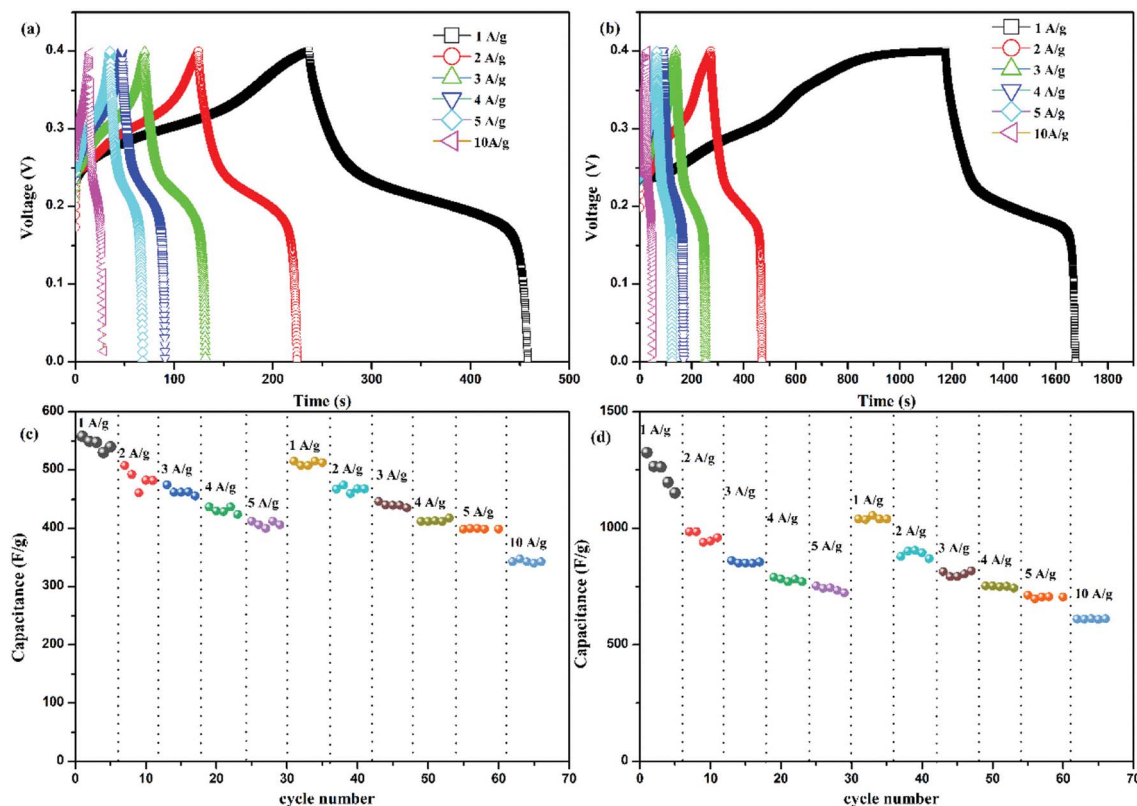 (a)
1 A/g
2 A/g
3 A/g
4 A/g
5 A/g
10A/g
0.4
0.3
0.2
0.1
0.0
Voltage (V)
0 100 200 300 400 500
Time (s)
(b)
1 A/g
2 A/g
3 A/g
4 A/g
5 A/g
10A/g
0.4
0.3
0.2
0.1
0.0
Voltage (V)
0 200 400 600 800 1000 1200 1400 1600 1800
Time (s)
(c)
600
500
400
300
200
100
0
Capacitance (F/g)
1 A/g
2 A/g
3 A/g
4 A/g
5 A/g
1 A/g
2 A/g
3 A/g
4 A/g
5 A/g
10 A/g
0 10 20 30 40 50 60 70
cycle number
(d)
1500
1000
500
0
Capacitance (F/g)
1 A/g
2 A/g
3 A/g
4 A/g
5 A/g
1 A/g
2 A/g
3 A/g
4 A/g
5 A/g
10 A/g
0 10 20 30 40 50 60 70
cycle number